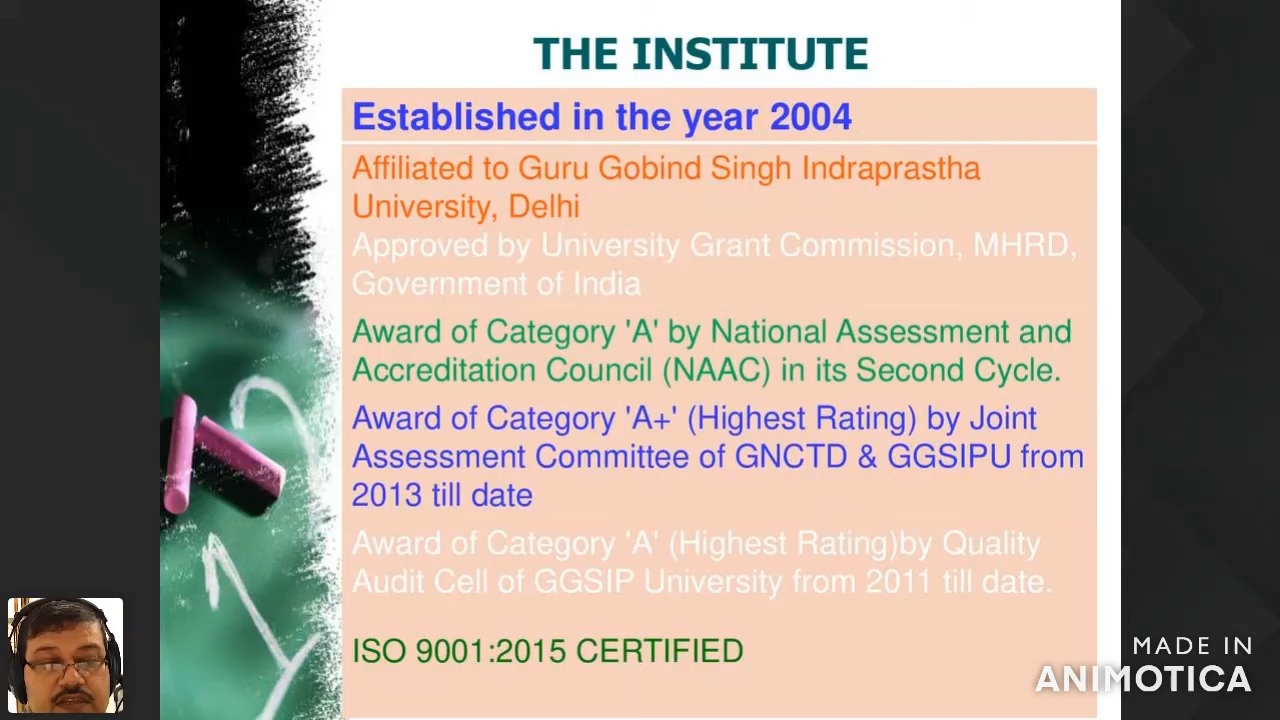 THE INSTITUTE
Established in the year 2004
Affiliated to Guru Gobind Singh Indraprastha
University, Delhi
Approved by University Grant Commission, MHRD,
Government of India
Award of Category 'A' by National Assessment and
Accreditation Council (NAAC) in its Second Cycle.
Award of Category 'A+' (Highest Rating) by Joint
Assessment Committee of GNCTD & GGSIPU from
2013 till date
Award of Category 'A' (Highest Rating)by Quality
Audit Cell of GGSIP University from 2011 till date.
ISO 9001:2015 CERTIFIED
MADE IN
ANIMOTICA